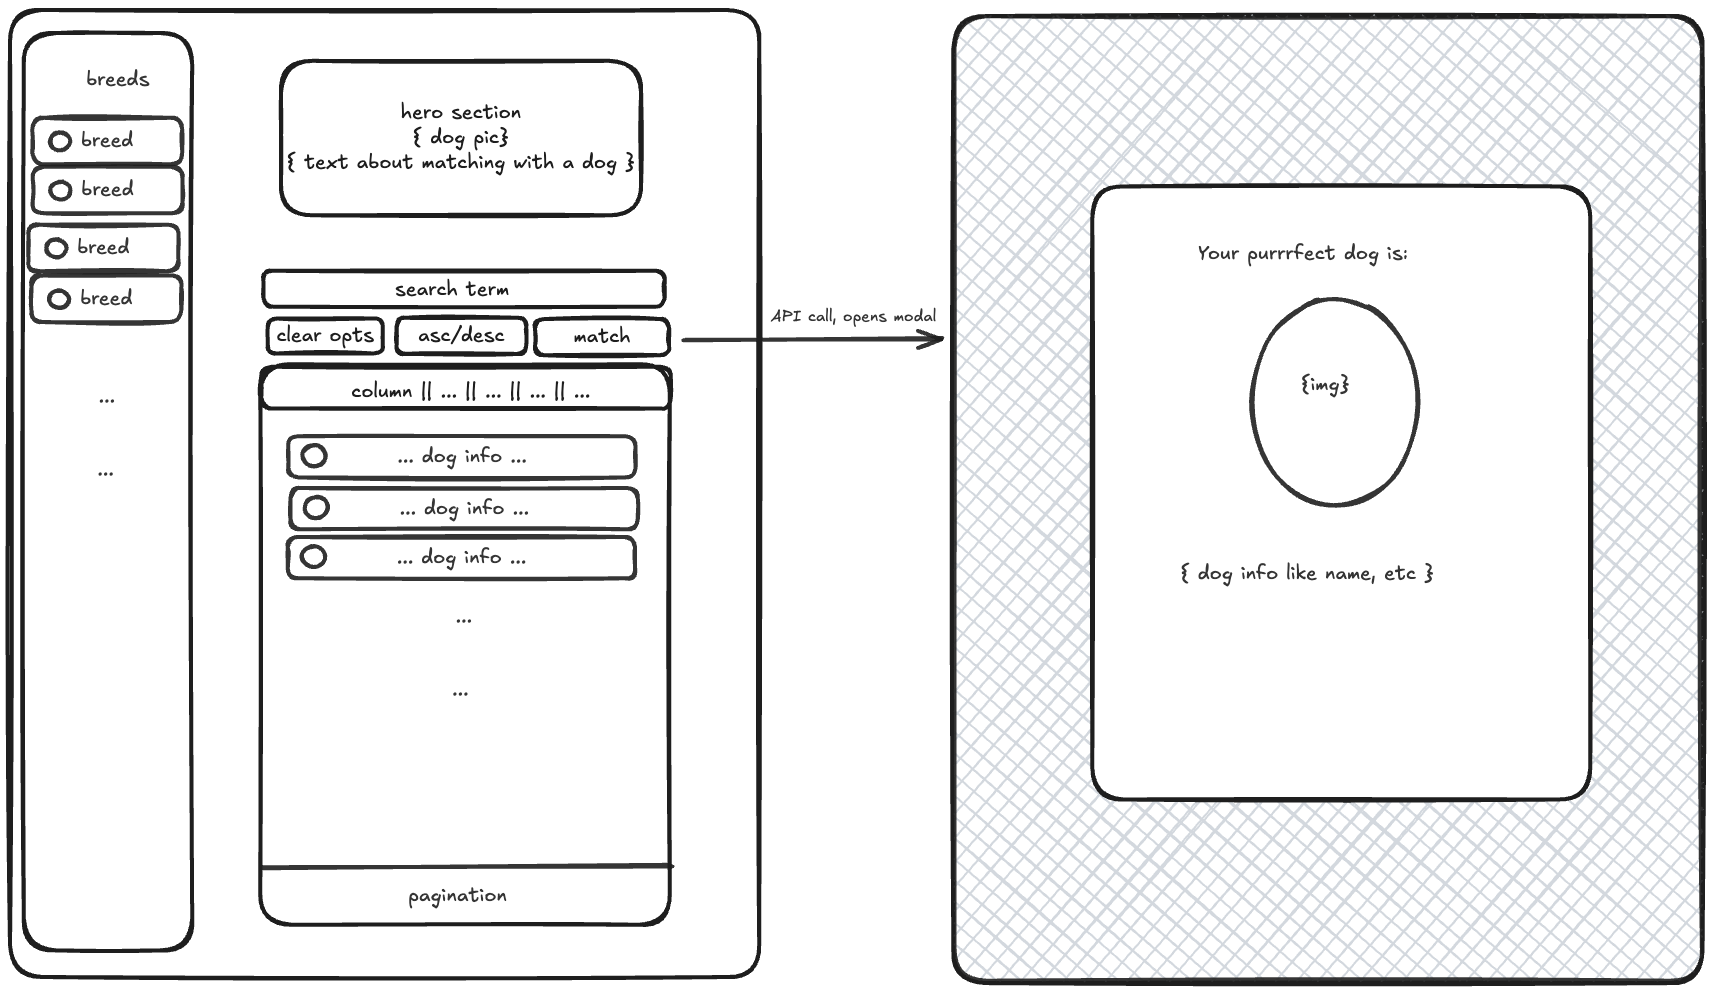 breeds
breed
breed
breed
breed
...
...
hero section
{ dog pic}
{ text about matching with a dog }
search term
clear opts
asc/desc
match
column || ... || ... || ... || ...
... dog info ...
... dog info ...
... dog info ...
...
...
pagination
API call, opens modal
Your purrrfect dog is:
{img}
{ dog info like name, etc }